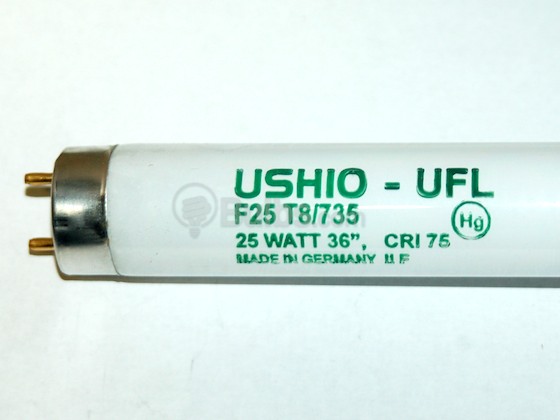 USHIO - UFL
F25 T8/735
Hg
25 WATT 36", CRI 75
MADE IN GERMANY